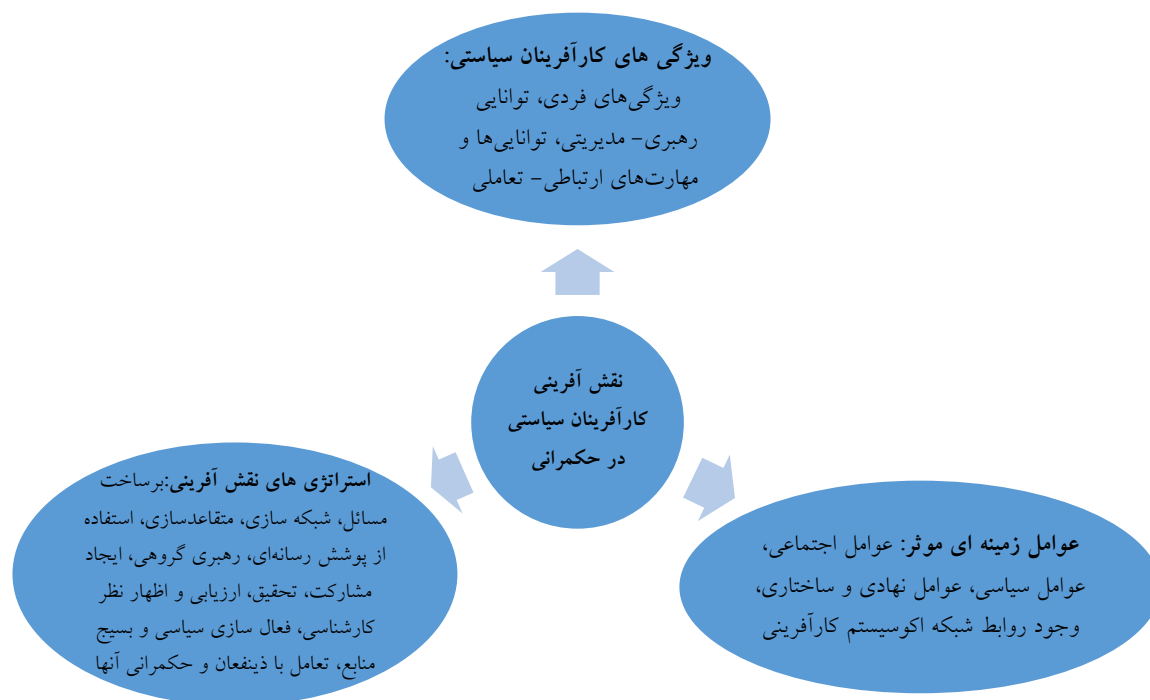 ویژگی های کارآفرینان سیاستی:
ویژگی‌های فردی، توانایی
رهبری- مدیریتی، توانایی‌ها و
مهارت‌های ارتباطی- تعاملی
نقش آفرینی
کارآفرینان سیاستی
در حکمرانی
استراتژی های نقش آفرینی:برساخت
مسائل، شبکه سازی، متقاعدسازی، استفاده
از پوشش رسانه‌ای، رهبری گروهی، ایجاد
مشارکت، تحقیق، ارزیابی و اظهار نظر
کارشناسی، فعال سازی سیاسی و بسیج
منابع، تعامل با ذینفعان و حکمرانی آنها
عوامل زمینه ای موثر: عوامل اجتماعی،
عوامل سیاسی، عوامل نهادی و ساختاری،
وجود روابط شبکه اکوسیستم کارآفرینی